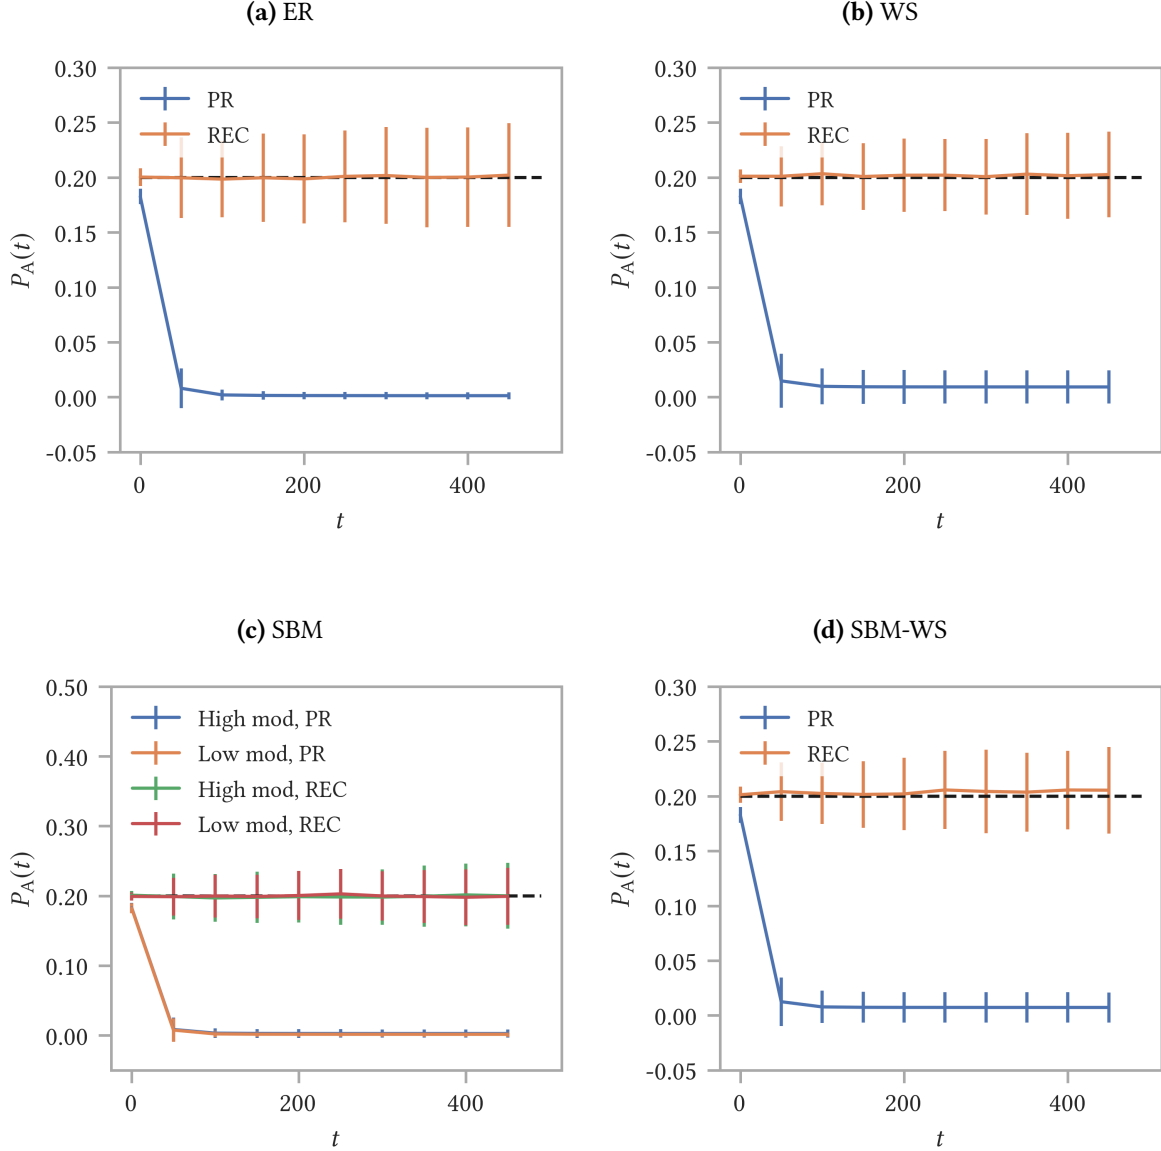 (a) ER
0.30
0.25
0.20
0.15
0.10
0.05
0.00
-0.05
P_A(t)
PR
REC
0
200
400
t
(b) WS
0.30
0.25
0.20
0.15
0.10
0.05
0.00
-0.05
P_A(t)
PR
REC
0
200
400
t
(c) SBM
0.50
0.40
0.30
0.20
0.10
0.00
P_A(t)
High mod, PR
Low mod, PR
High mod, REC
Low mod, REC
0
200
400
t
(d) SBM-WS
0.30
0.25
0.20
0.15
0.10
0.05
0.00
-0.05
P_A(t)
PR
REC
0
200
400
t